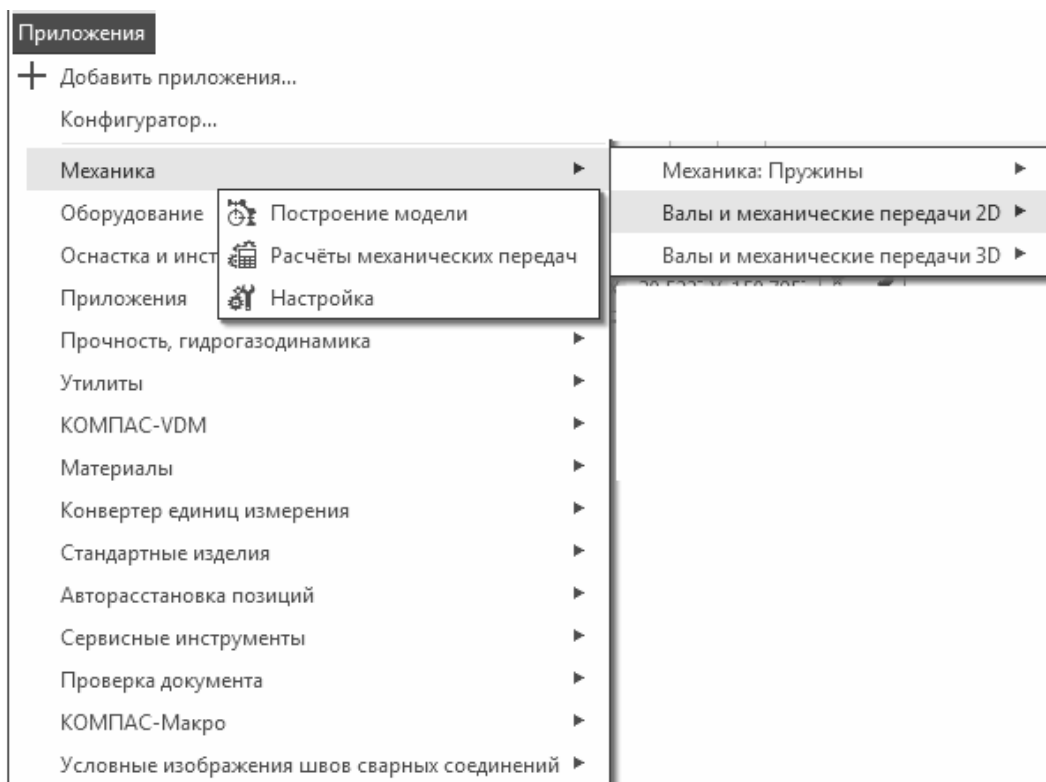 Приложения
Добавить приложения...
Конфигуратор...
Механика
Оборудование
Оснастка и инст
Приложения
Прочность, гидрогазодинамика
Утилиты
КОМПАС-VDM
Материалы
Конвертер единиц измерения
Стандартные изделия
Авторасстановка позиций
Сервисные инструменты
Проверка документа
КОМПАС-Макро
Условные изображения швов сварных соединений
Построение модели
Расчёты механических передач
Настройка
Механика: Пружины
Валы и механические передачи 2D
Валы и механические передачи 3D